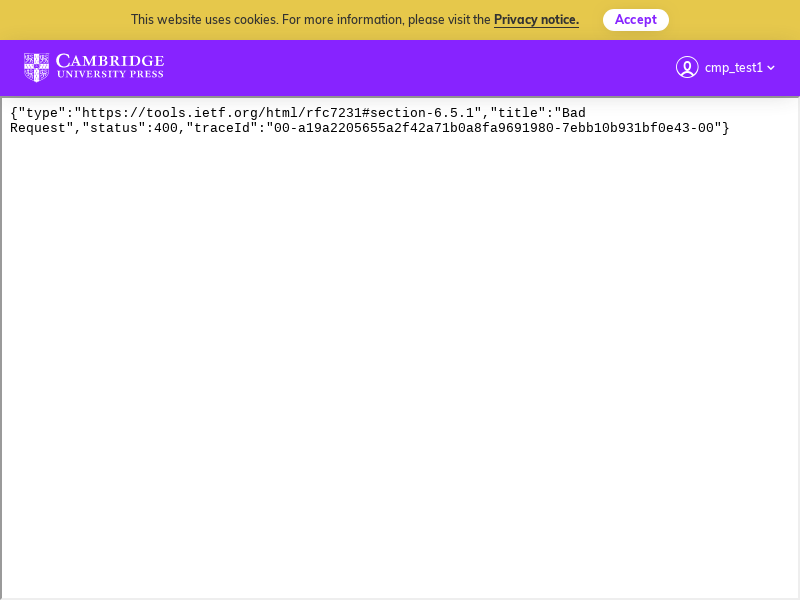 This website uses cookies. For more information, please visit the Privacy notice.
Accept
CAMBRIDGE
UNIVERSITY PRESS
cmp_test1
{"type":"https://tools.ietf.org/html/rfc7231#section-6.5.1","title":"Bad
Request","status":400,"traceId":"00-a19a2205655a2f42a71b0a8fa9691980-7ebb10b931bf0e43-00"}